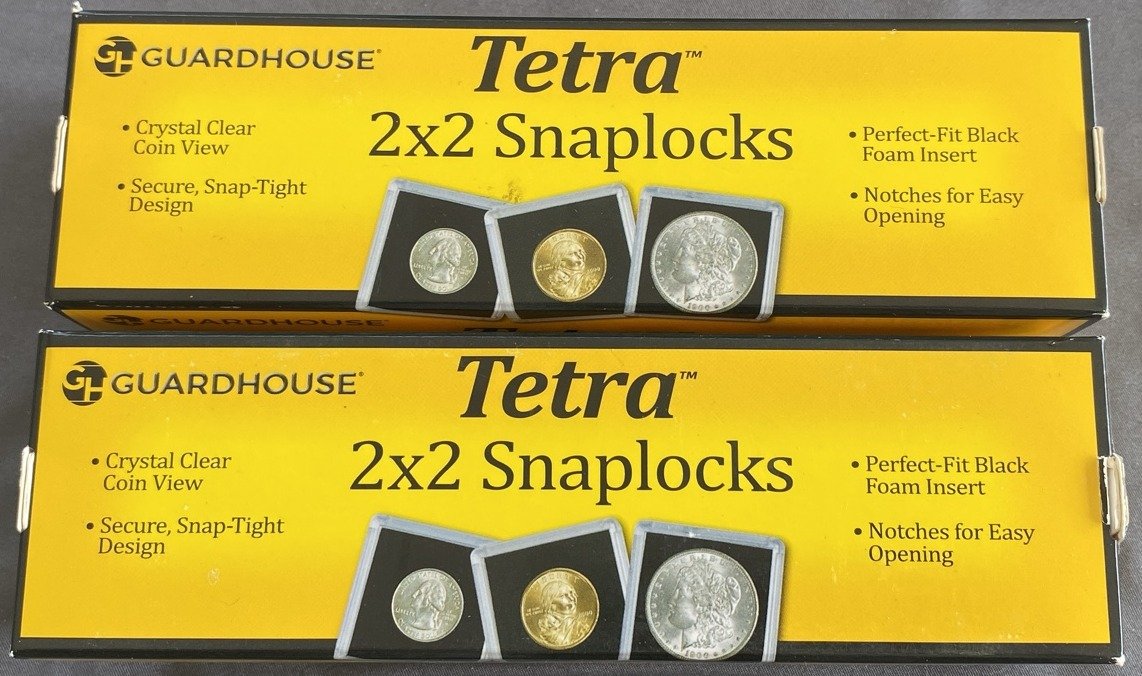 GH GUARDHOUSE®
Tetra™
2x2 Snaplocks
• Crystal Clear
Coin View
• Secure, Snap-Tight
Design
• Perfect-Fit Black
Foam Insert
• Notches for Easy
Opening
GUARDHOUSE
GH GUARDHOUSE®
Tetra™
2x2 Snaplocks
• Crystal Clear
Coin View
• Secure, Snap-Tight
Design
• Perfect-Fit Black
Foam Insert
• Notches for Easy
Opening